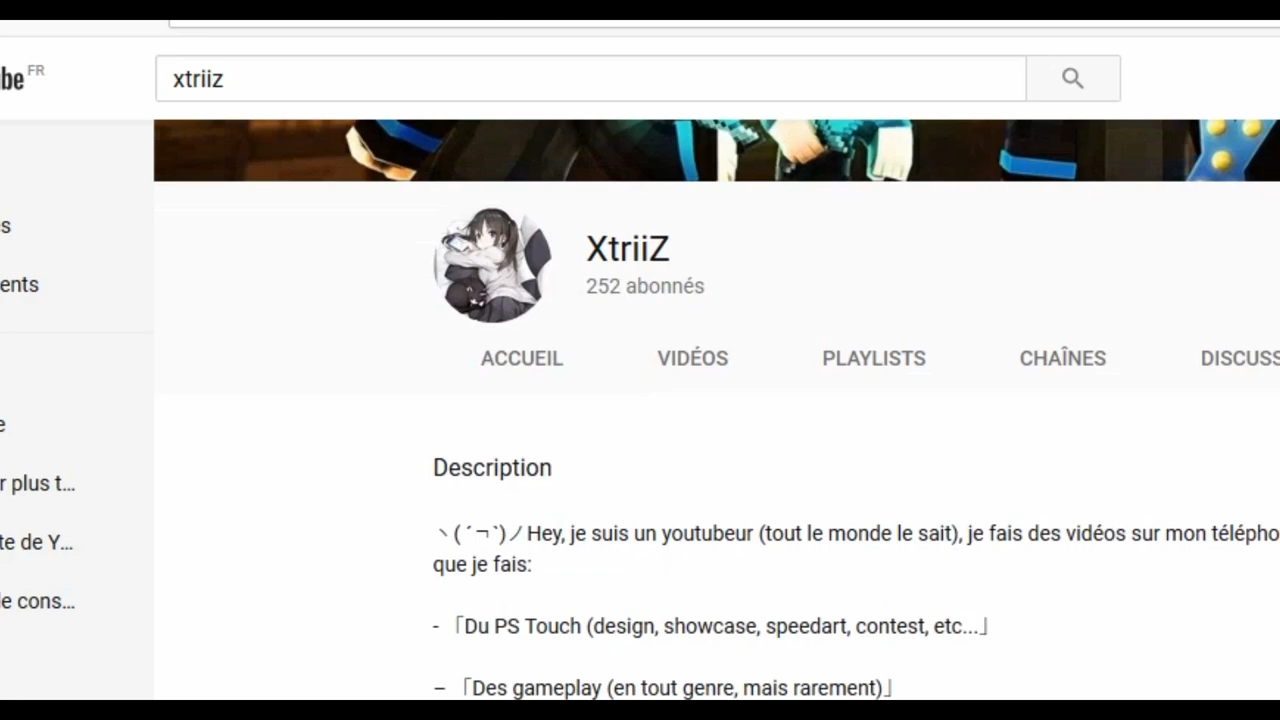 be FR
xtriiz
s
ents
XtriiZ
252 abonnés
ACCUEIL VIDÉOS PLAYLISTS CHAÎNES DISCUSS
e
r plus t...
te de Y...
le cons...
Description
ヽ(´¬`)ノHey, je suis un youtubeur (tout le monde le sait), je fais des vidéos sur mon télépho
que je fais:
- 「Du PS Touch (design, showcase, speedart, contest, etc...」
– 「Des gameplay (en tout genre, mais rarement)」